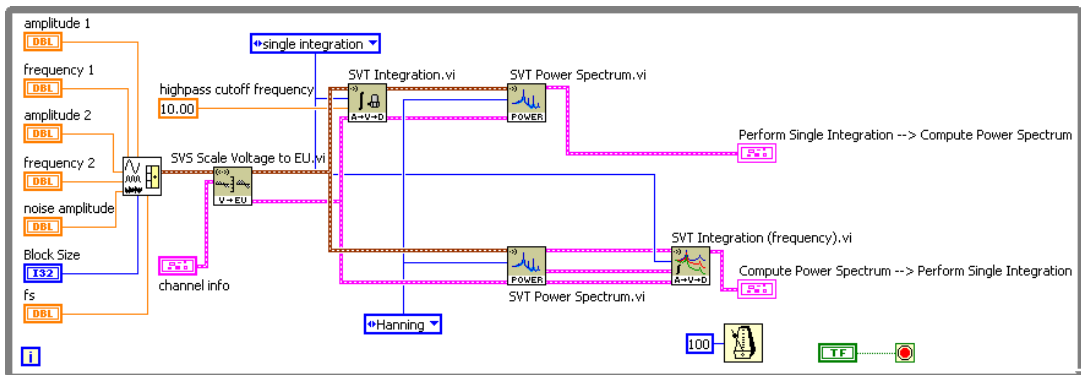 amplitude 1
DBL
frequency 1
DBL
amplitude 2
DBL
frequency 2
DBL
noise amplitude
DBL
Block Size
I32
fs
DBL
i
single integration
highpass cutoff frequency
10.00
SVS Scale Voltage to EU.vi
V→EU
channel info
SVT Integration.vi
A→V→D
SVT Power Spectrum.vi
POWER
Perform Single Integration --> Compute Power Spectrum
SVT Integration (frequency).vi
A→V→D
POWER
SVT Power Spectrum.vi
Compute Power Spectrum --> Perform Single Integration
Hanning
100
TF